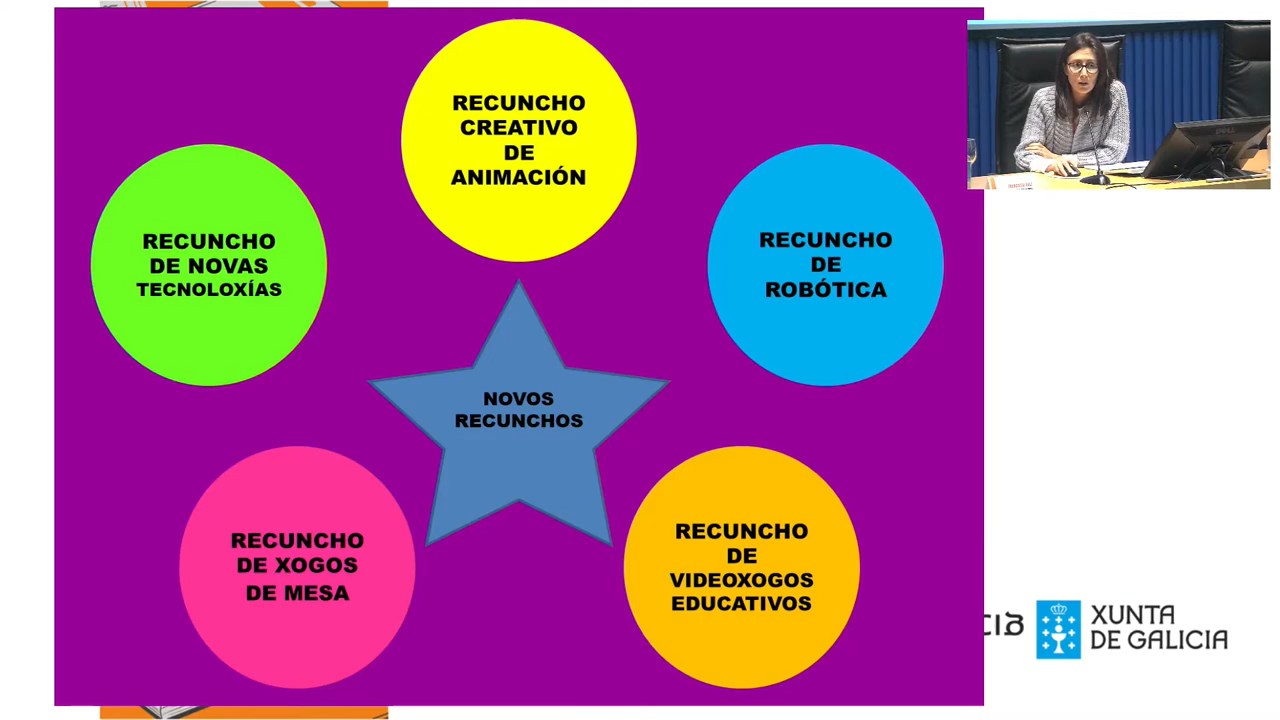 RECUNCHO
CREATIVO
DE
ANIMACIÓN
RECUNCHO
DE NOVAS
TECNOLOXÍAS
RECUNCHO
DE
ROBÓTICA
NOVOS
RECUNCHOS
RECUNCHO
DE XOGOS
DE MESA
RECUNCHO
DE
VIDEOXOGOS
EDUCATIVOS
XUNTA
DE GALICIA
DELL